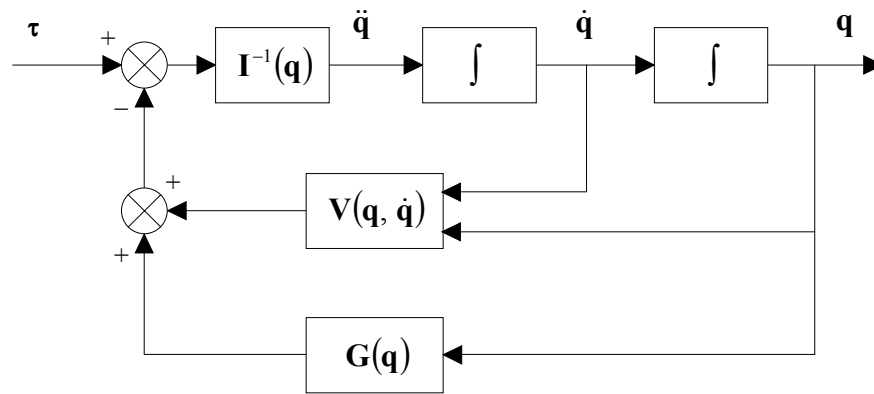 τ + q̈ q̇ q
I⁻¹(q) ∫ ∫
−
+ V(q, q̇)
+
G(q)